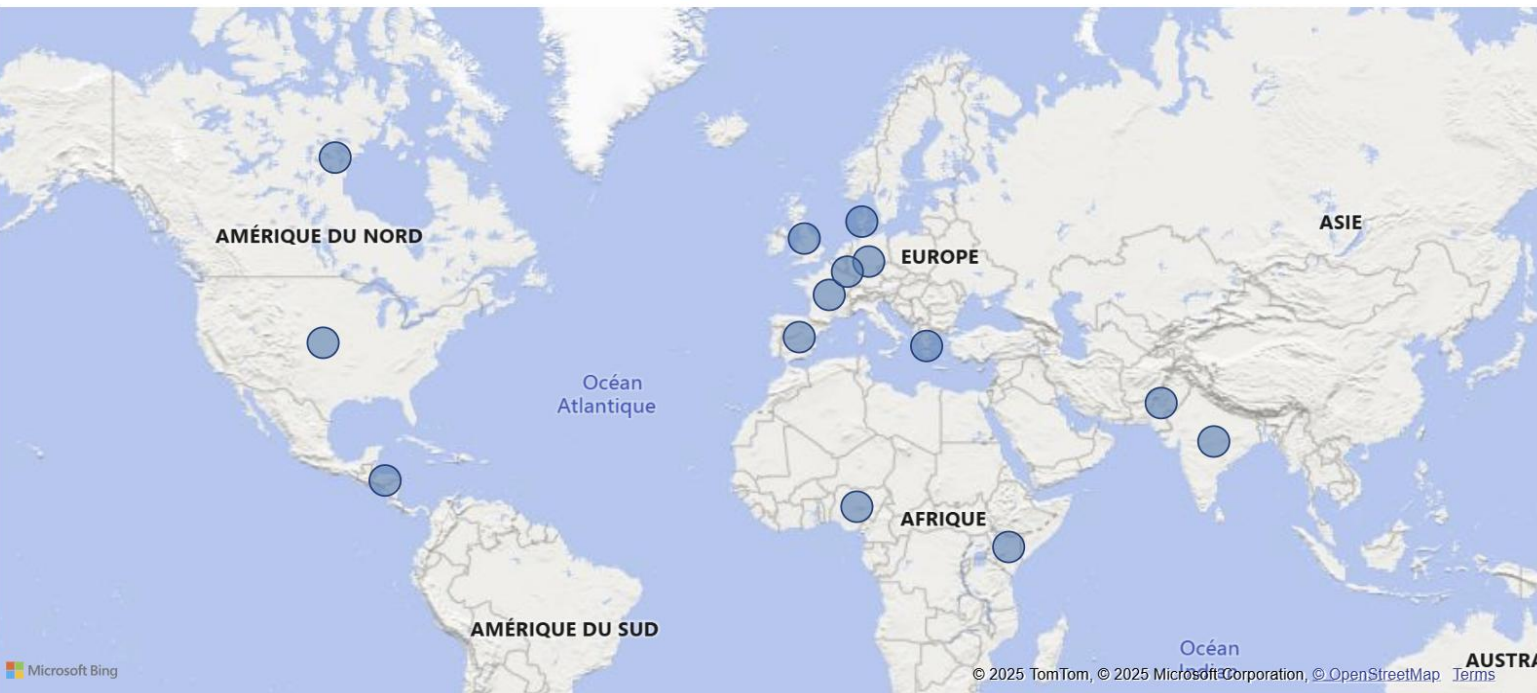 ASIE
AMÉRIQUE DU NORD
EUROPE
Océan
Atlantique
AFRIQUE
AMÉRIQUE DU SUD
Océan
Indien
AUSTRA
Microsoft Bing
© 2025 TomTom, © 2025 Microsoft Corporation, © OpenStreetMap Terms